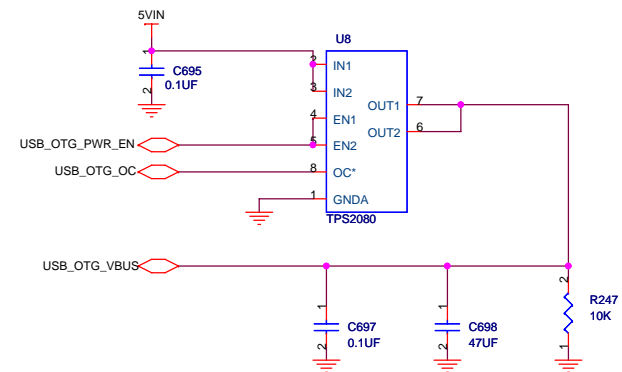 5VIN
U8
1
C695
0.1UF
2
2
IN1
3
IN2
4
EN1
USB_OTG_PWR_EN
5
EN2
USB_OTG_OC
8
OC*
1
GNDA
OUT1
7
OUT2
6
TPS2080
USB_OTG_VBUS
1
C697
0.1UF
2
1
C698
47UF
2
2
R247
10K
1